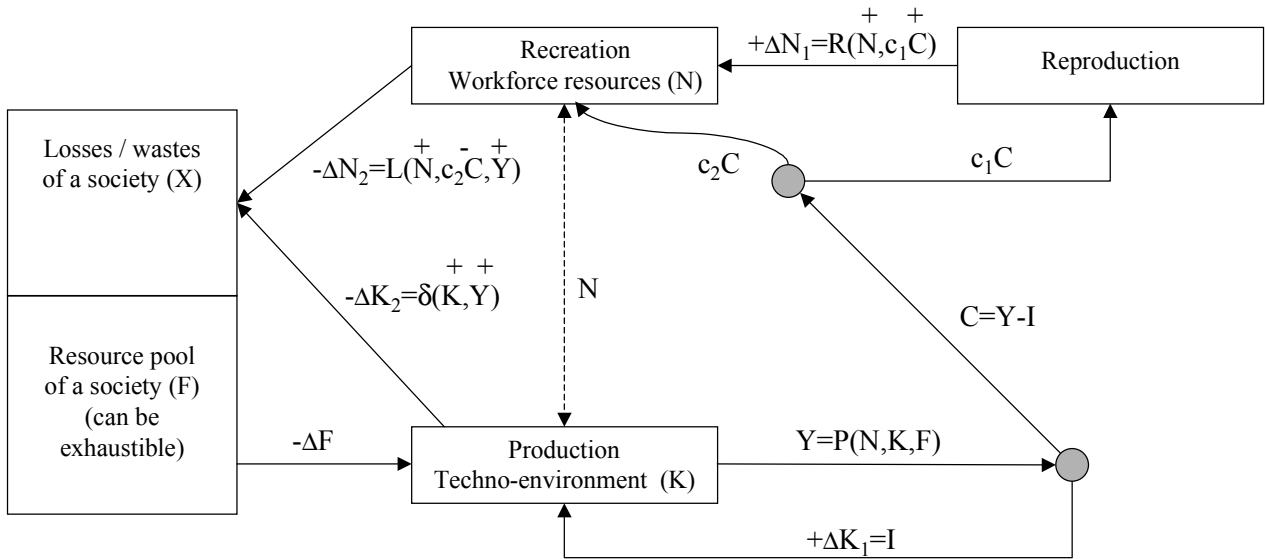 Recreation
Workforce resources (N)
+ +
+ΔN₁=R(N,c₁C)
Reproduction
Losses / wastes
of a society (X)
+ - +
-ΔN₂=L(N,c₂C,Y)
c₂C
c₁C
+ +
-ΔK₂=δ(K,Y)
N
C=Y-I
Resource pool
of a society (F)
(can be
exhaustible)
-ΔF
Production
Techno-environment (K)
Y=P(N,K,F)
+ΔK₁=I